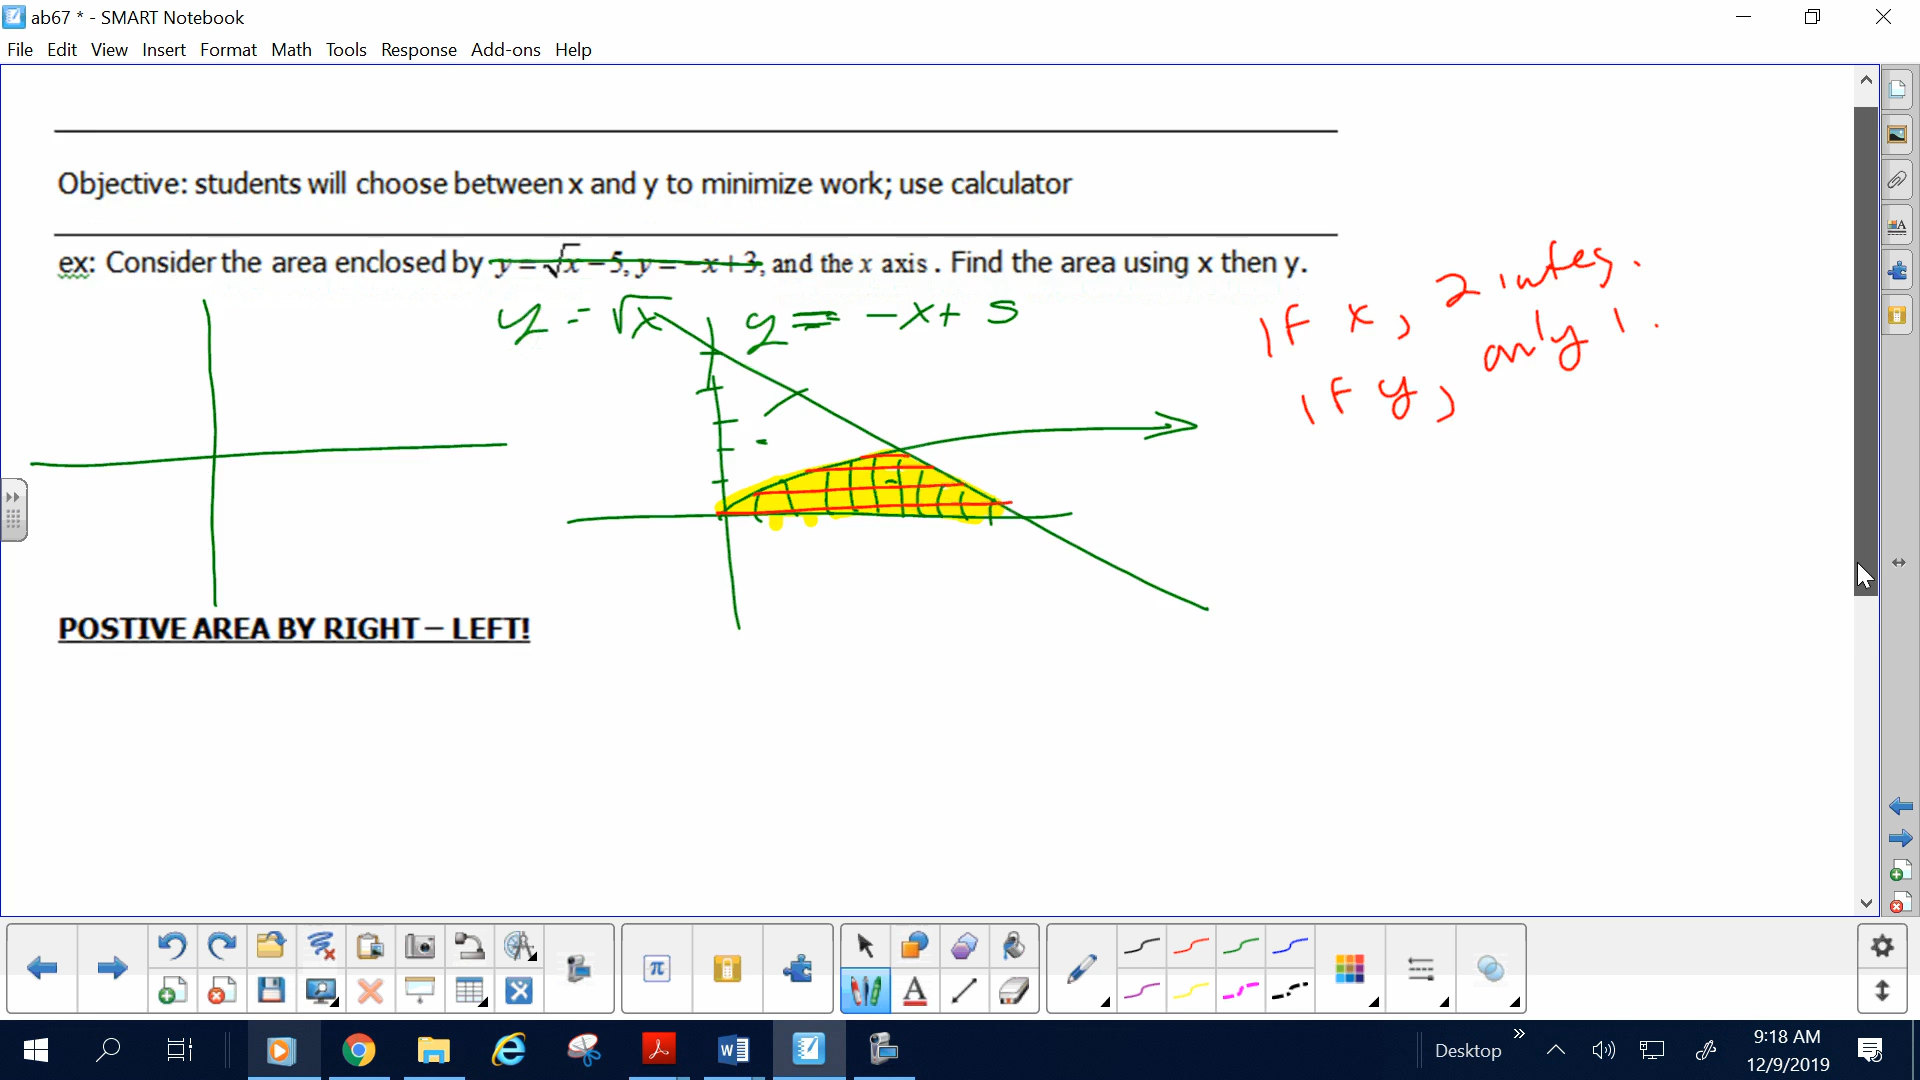 ab67 * - SMART Notebook
File Edit View Insert Format Math Tools Response Add-ons Help
Objective: students will choose between x and y to minimize work; use calculator
ex: Consider the area enclosed by y = √x – 5, y = –x + 3, and the x axis . Find the area using x then y.
y = √x y = -x + 5
If x, 2 integ.
If y, only 1.
POSTIVE AREA BY RIGHT – LEFT!
Desktop
9:18 AM
12/9/2019